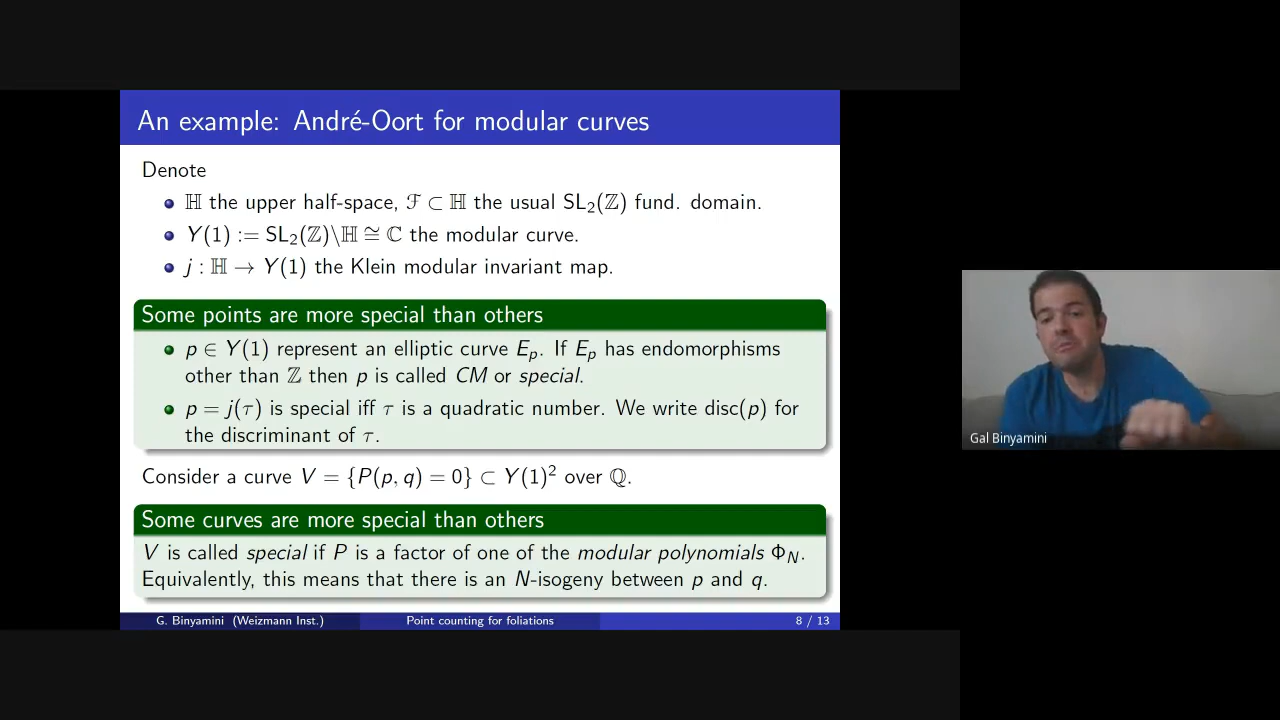 An example: André-Oort for modular curves
Denote
ℍ the upper half-space, ℱ ⊂ ℍ the usual SL₂(ℤ) fund. domain.
Y(1) := SL₂(ℤ)\ℍ ≅ ℂ the modular curve.
j : ℍ → Y(1) the Klein modular invariant map.
Some points are more special than others
p ∈ Y(1) represent an elliptic curve Eₚ. If Eₚ has endomorphisms
other than ℤ then p is called CM or special.
p = j(τ) is special iff τ is a quadratic number. We write disc(p) for
the discriminant of τ.
Consider a curve V = {P(p, q) = 0} ⊂ Y(1)² over ℚ.
Some curves are more special than others
V is called special if P is a factor of one of the modular polynomials Φ_N.
Equivalently, this means that there is an N-isogeny between p and q.
G. Binyamini (Weizmann Inst.) Point counting for foliations 8 / 13
Gal Binyamini